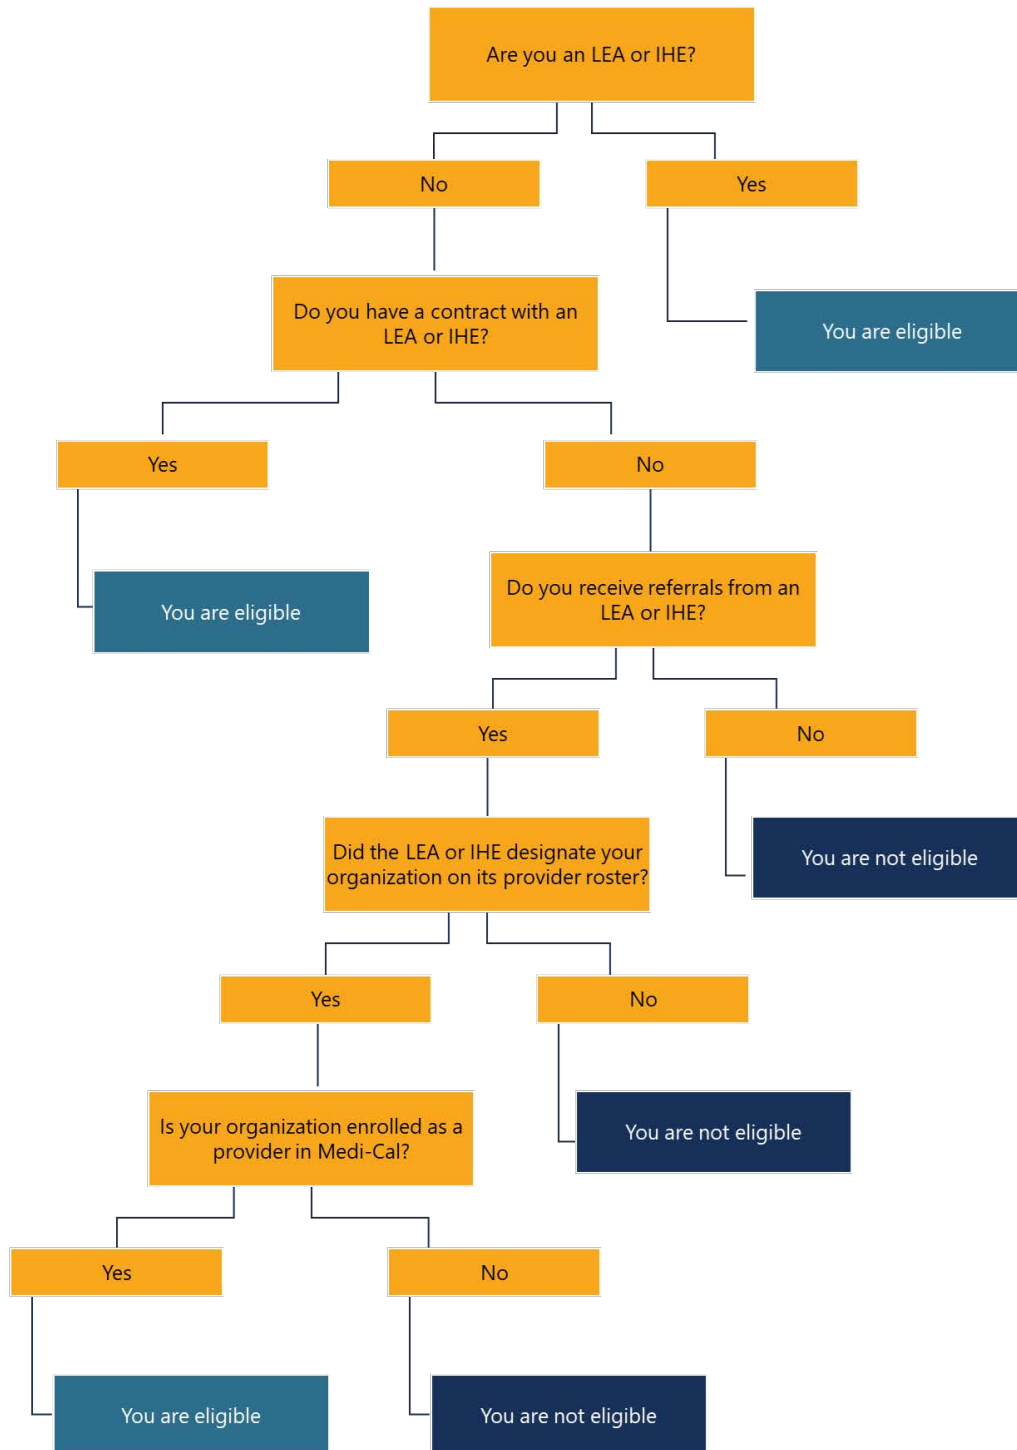 Are you an LEA or IHE?
No
Yes
Do you have a contract with an
LEA or IHE?
You are eligible
Yes
No
You are eligible
Do you receive referrals from an
LEA or IHE?
Yes
No
Did the LEA or IHE designate your
organization on its provider roster?
You are not eligible
Yes
No
Is your organization enrolled as a
provider in Medi-Cal?
You are not eligible
Yes
No
You are eligible
You are not eligible